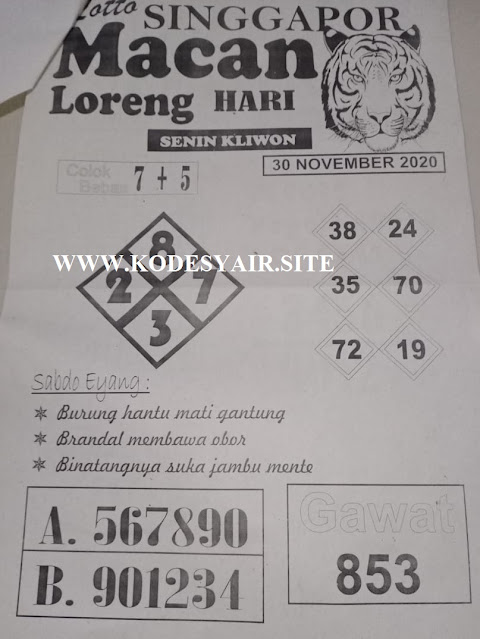 Lotto SINGGAPOR
Macan
Loreng HARI
SENIN KLIWON
30 NOVEMBER 2020
Colok
Bebas
7 + 5
8
2 7
3
38 24
35 70
72 19
WWW.KODESYAIR.SITE
Sabdo Eyang :
Burung hantu mati gantung
Brandal membawa obor
Binatangnya suka jambu mente
A. 567890
B. 901234
Gawat
853